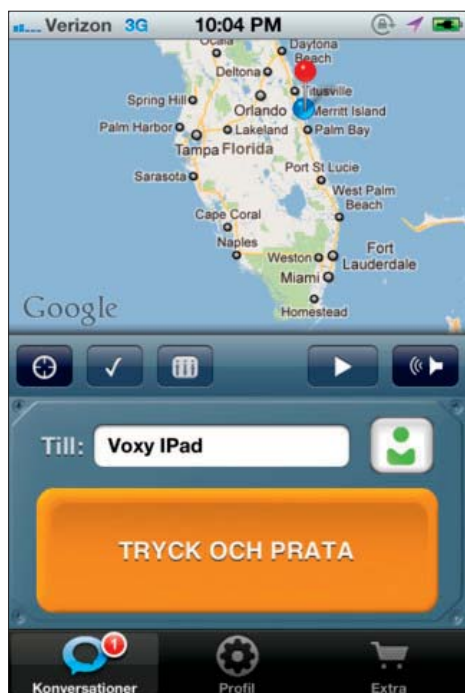 Verizon 3G 10:04 PM
Ocala
Daytona Beach
Deltona
Titusville
Spring Hill
Orlando
Merritt Island
Palm Harbor
Lakeland
Palm Bay
Tampa
Florida
Port St Lucie
Sarasota
West Palm Beach
Cape Coral
Naples
Weston
Fort Lauderdale
Miami
Homestead
Google
Till: Voxy IPad
TRYCK OCH PRATA
1
Konversationer Profil Extra